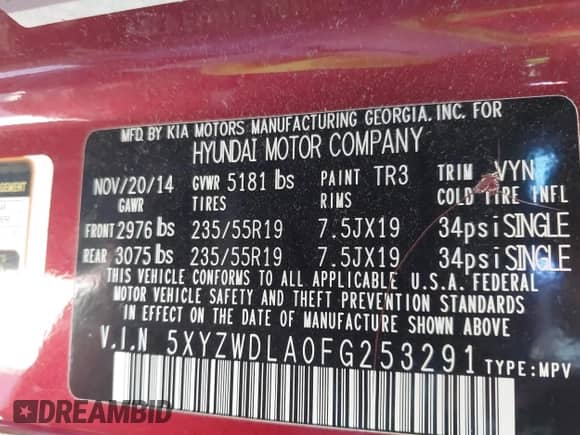 MFD. BY KIA MOTORS MANUFACTURING GEORGIA, INC. FOR
HYUNDAI MOTOR COMPANY
NOV/20/14 GVWR 5181 lbs PAINT TR3 TRIM VYN
GAWR TIRES RIMS COLD TIRE INFL
FRONT 2976 lbs 235/55R19 7.5JX19 34psi SINGLE
REAR 3075 lbs 235/55R19 7.5JX19 34psi SINGLE
THIS VEHICLE CONFORMS TO ALL APPLICABLE U.S.A. FEDERAL
MOTOR VEHICLE SAFETY AND THEFT PREVENTION STANDARDS
IN EFFECT ON THE DATE OF MANUFACTURE SHOWN ABOVE.
V.I.N 5XYZWDLA0FG253291 TYPE:MPV
DREAMBID